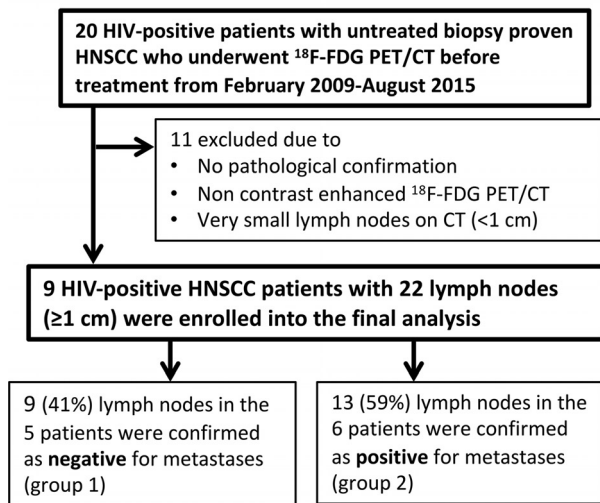 20 HIV-positive patients with untreated biopsy proven
HNSCC who underwent ¹⁸F-FDG PET/CT before
treatment from February 2009-August 2015
11 excluded due to
• No pathological confirmation
• Non contrast enhanced ¹⁸F-FDG PET/CT
• Very small lymph nodes on CT (<1 cm)
9 HIV-positive HNSCC patients with 22 lymph nodes
(≥1 cm) were enrolled into the final analysis
9 (41%) lymph nodes in the
5 patients were confirmed
as negative for metastases
(group 1)
13 (59%) lymph nodes in the
6 patients were confirmed
as positive for metastases
(group 2)